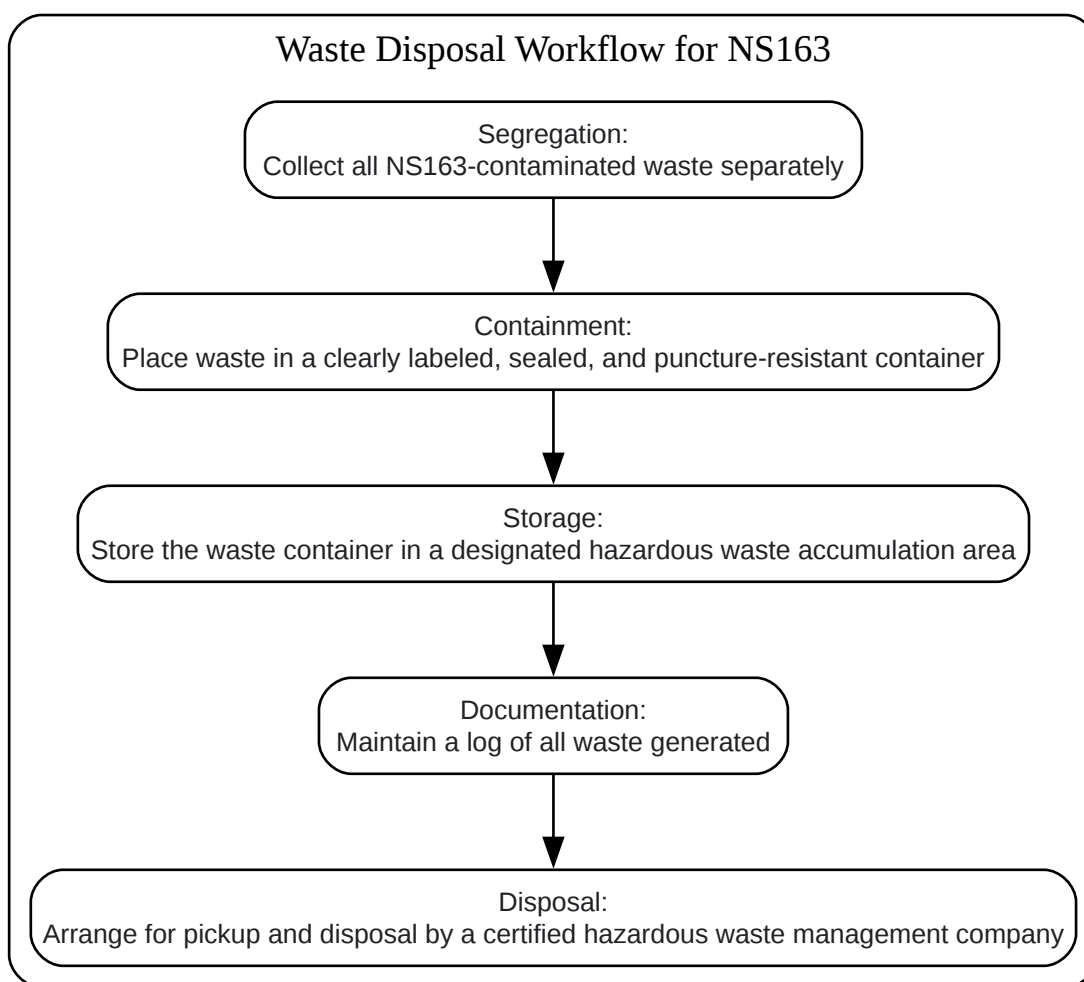 Waste Disposal Workflow for NS163
Segregation:
Collect all NS163-contaminated waste separately
Containment:
Place waste in a clearly labeled, sealed, and puncture-resistant container
Storage:
Store the waste container in a designated hazardous waste accumulation area
Documentation:
Maintain a log of all waste generated
Disposal:
Arrange for pickup and disposal by a certified hazardous waste management company